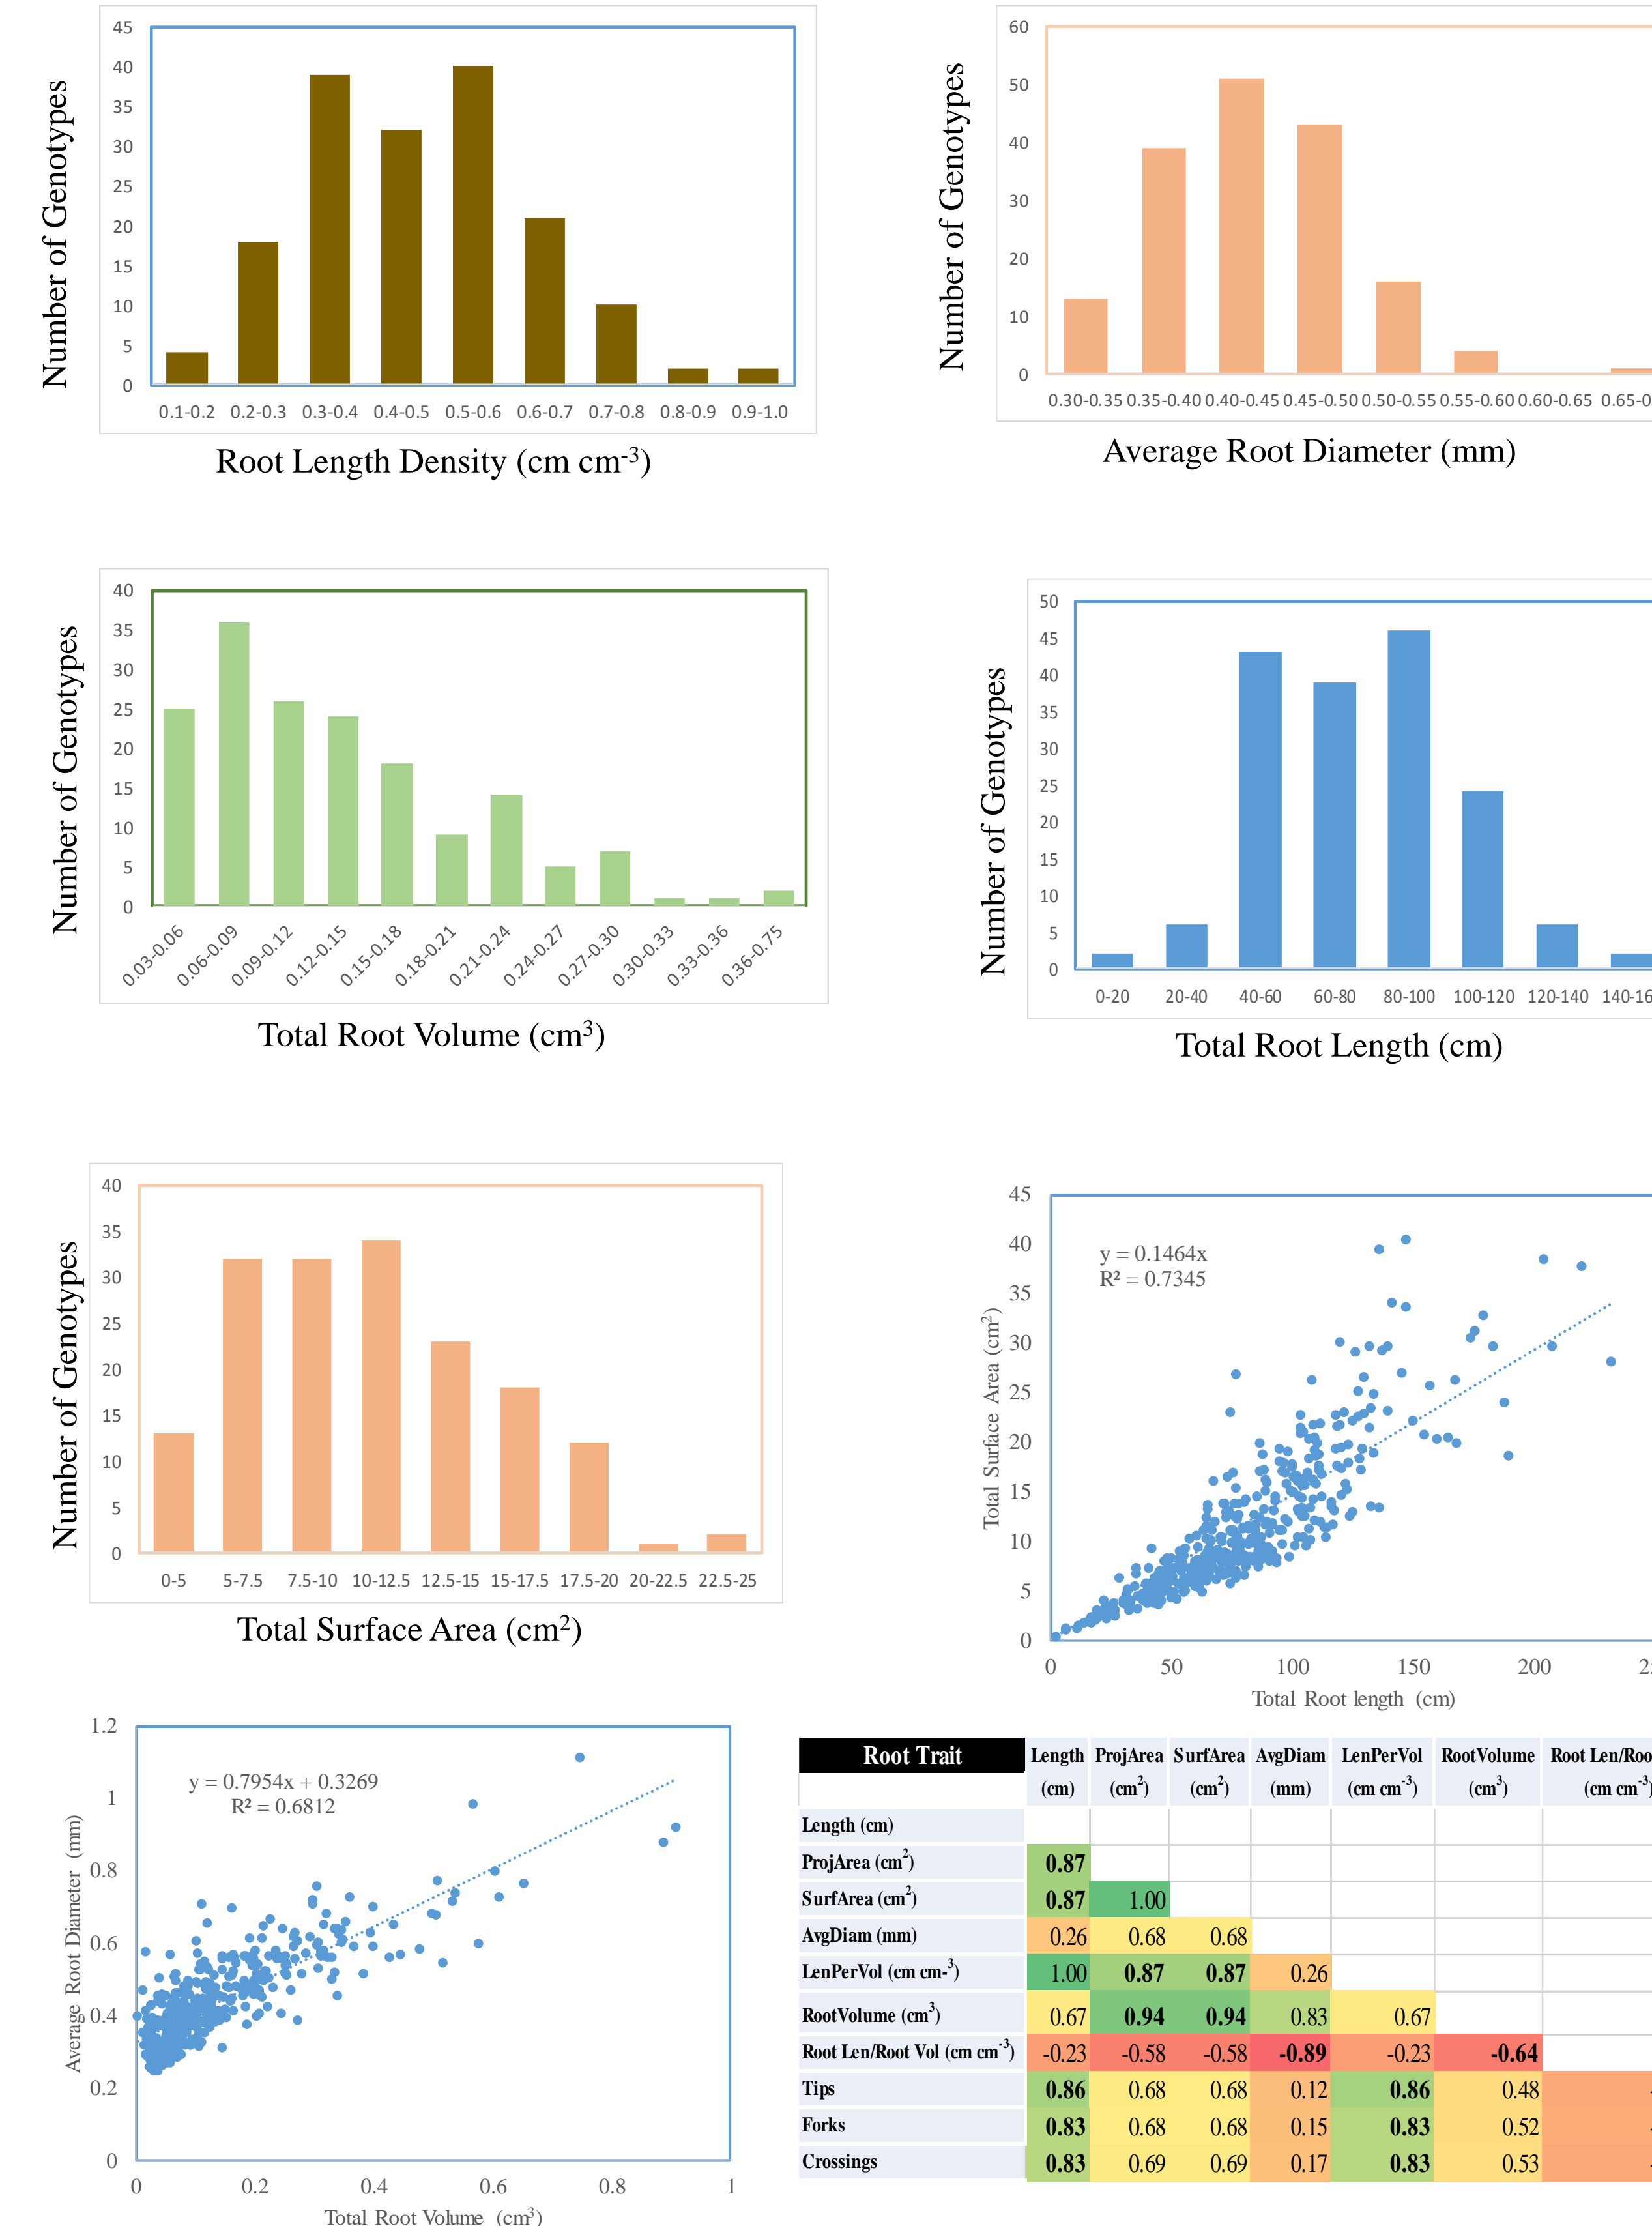 45
40
35
30
25
20
15
10
5
0
Number of Genotypes
0.1-0.2 0.2-0.3 0.3-0.4 0.4-0.5 0.5-0.6 0.6-0.7 0.7-0.8 0.8-0.9 0.9-1.0
Root Length Density (cm cm-3)
60
50
40
30
20
10
0
Number of Genotypes
0.30-0.35 0.35-0.40 0.40-0.45 0.45-0.50 0.50-0.55 0.55-0.60 0.60-0.65 0.65-0
Average Root Diameter (mm)
40
35
30
25
20
15
10
5
0
Number of Genotypes
0.03-0.06 0.06-0.09 0.09-0.12 0.12-0.15 0.15-0.18 0.18-0.21 0.21-0.24 0.24-0.27 0.27-0.30 0.30-0.33 0.33-0.36 0.36-0.75
Total Root Volume (cm3)
50
45
40
35
30
25
20
15
10
5
0
Number of Genotypes
0-20 20-40 40-60 60-80 80-100 100-120 120-140 140-16
Total Root Length (cm)
40
35
30
25
20
15
10
5
0
Number of Genotypes
0-5 5-7.5 7.5-10 10-12.5 12.5-15 15-17.5 17.5-20 20-22.5 22.5-25
Total Surface Area (cm2)
45
40
35
30
25
20
15
10
5
0
Total Surface Area (cm2)
y = 0.1464x
R² = 0.7345
0 50 100 150 200 2
Total Root length (cm)
1.2
1
0.8
0.6
0.4
0.2
0
Average Root Diameter (mm)
y = 0.7954x + 0.3269
R² = 0.6812
0 0.2 0.4 0.6 0.8 1
Total Root Volume (cm3)
Root Trait Length ProjArea SurfArea AvgDiam LenPerVol RootVolume Root Len/Roo
(cm) (cm2) (cm2) (mm) (cm cm-3) (cm3) (cm cm-3)
Length (cm)
ProjArea (cm2) 0.87
SurfArea (cm2) 0.87 1.00
AvgDiam (mm) 0.26 0.68 0.68
LenPerVol (cm cm-3) 1.00 0.87 0.87 0.26
RootVolume (cm3) 0.67 0.94 0.94 0.83 0.67
Root Len/Root Vol (cm cm-3) -0.23 -0.58 -0.58 -0.89 -0.23 -0.64
Tips 0.86 0.68 0.68 0.12 0.86 0.48
Forks 0.83 0.68 0.68 0.15 0.83 0.52
Crossings 0.83 0.69 0.69 0.17 0.83 0.53